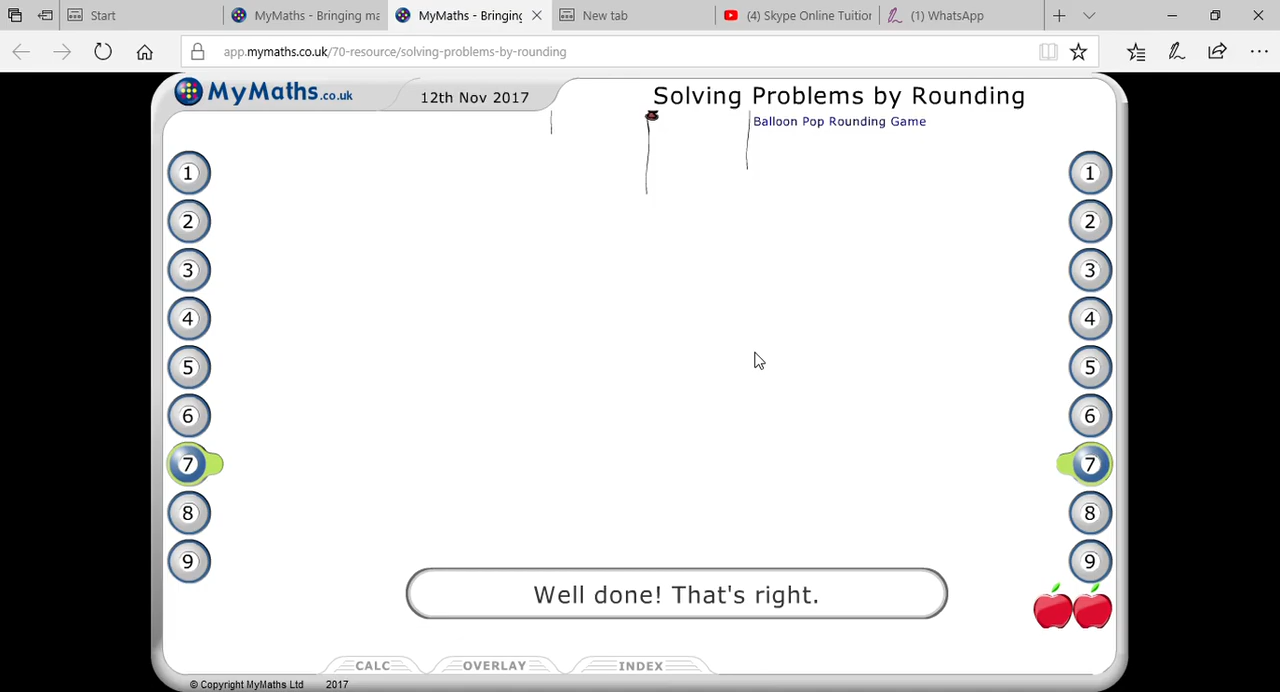 Start
MyMaths - Bringing ma
MyMaths - Bringing
New tab
(4) Skype Online Tuition
(1) WhatsApp
app.mymaths.co.uk/70-resource/solving-problems-by-rounding
MyMaths.co.uk
12th Nov 2017
Solving Problems by Rounding
Balloon Pop Rounding Game
1 1
2 2
3 3
4 4
5 5
6 6
7 7
8 8
9 9
Well done! That's right.
CALC OVERLAY INDEX
© Copyright MyMaths Ltd 2017